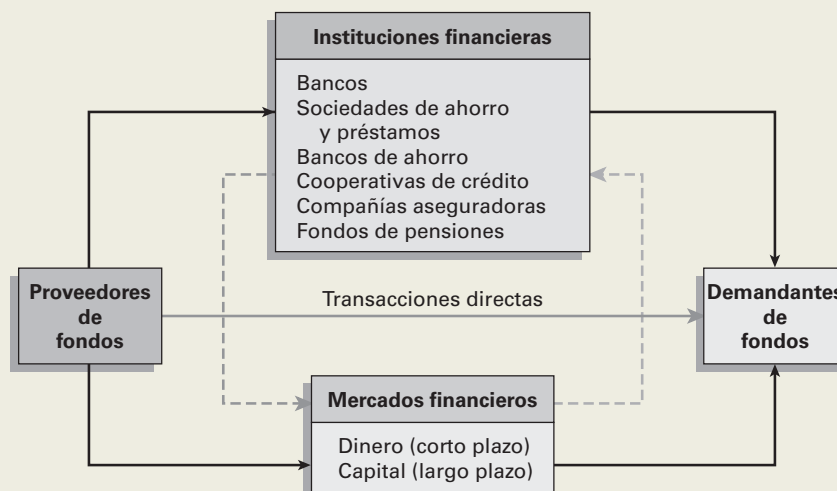 Instituciones financieras
Bancos
Sociedades de ahorro
y préstamos
Bancos de ahorro
Cooperativas de crédito
Compañías aseguradoras
Fondos de pensiones
Proveedores
de
fondos
Transacciones directas
Demandantes
de
fondos
Mercados financieros
Dinero (corto plazo)
Capital (largo plazo)